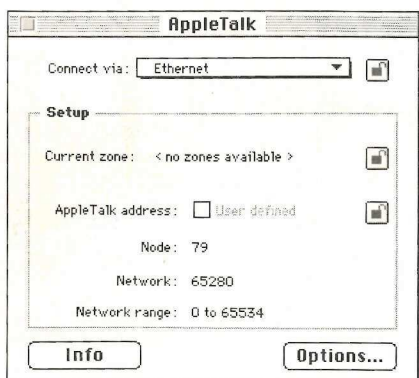 AppleTalk
Connect via: Ethernet
Setup
Current zone: < no zones available >
AppleTalk address: User defined
Node: 79
Network: 65280
Network range: 0 to 65534
Info
Options...